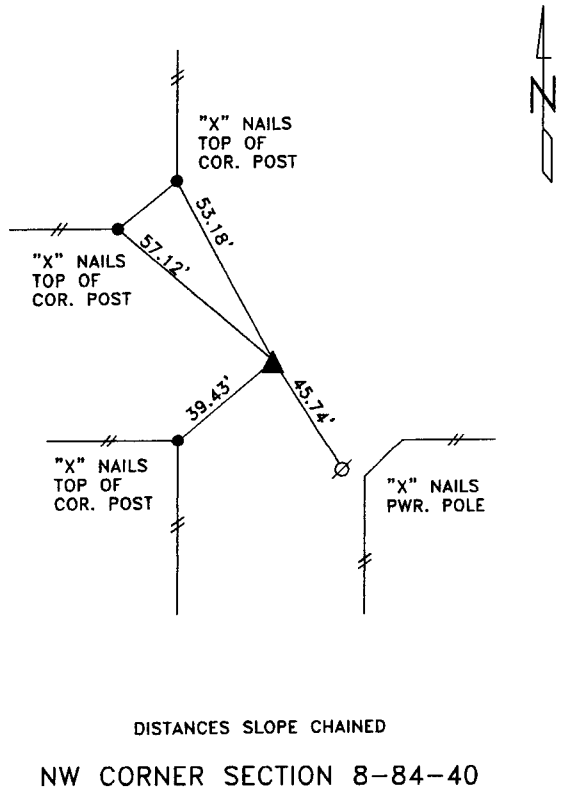 N
"X" NAILS
TOP OF
COR. POST
53.18'
57.12'
"X" NAILS
TOP OF
COR. POST
39.43'
45.74'
"X" NAILS
TOP OF
COR. POST
"X" NAILS
PWR. POLE
DISTANCES SLOPE CHAINED
NW CORNER SECTION 8-84-40